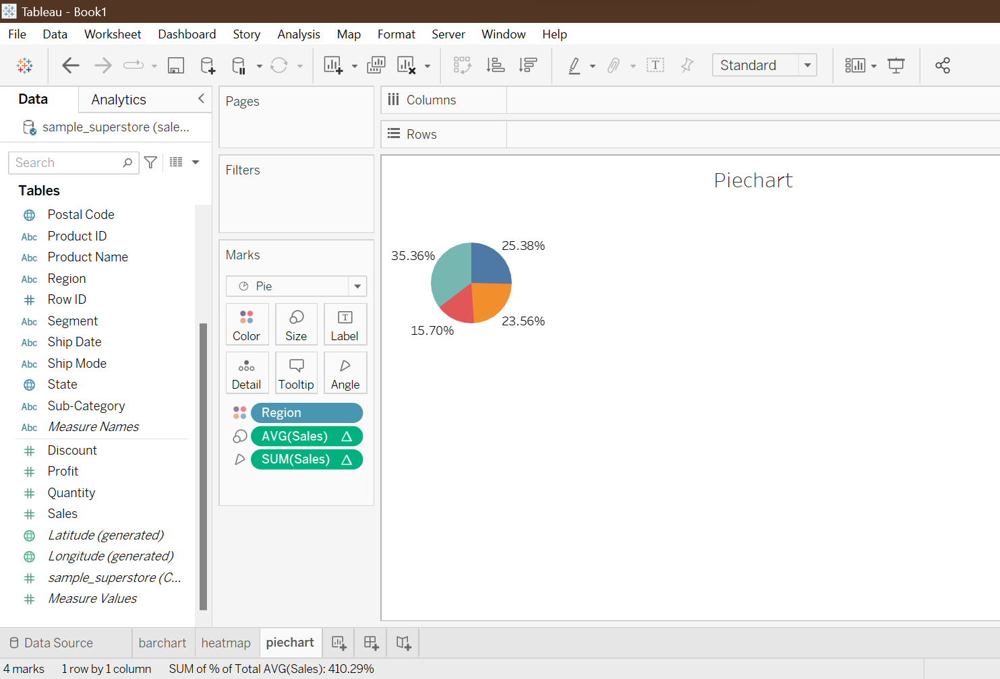 Tableau - Book1
File Data Worksheet Dashboard Story Analysis Map Format Server Window Help
Standard
Data Analytics
sample_superstore (sale...
Search
Tables
Postal Code
Abc Product ID
Abc Product Name
Abc Region
Row ID
Abc Segment
Abc Ship Date
Abc Ship Mode
State
Abc Sub-Category
Abc Measure Names
Discount
Profit
Quantity
Sales
Latitude (generated)
Longitude (generated)
sample_superstore (C...
Measure Values
Pages
Filters
Marks
Pie
Color Size Label
Detail Tooltip Angle
Region
AVG(Sales) △
SUM(Sales) △
Columns
Rows
Piechart
25.38%
35.36%
23.56%
15.70%
Data Source barchart heatmap piechart
4 marks 1 row by 1 column SUM of % of Total AVG(Sales): 410.29%